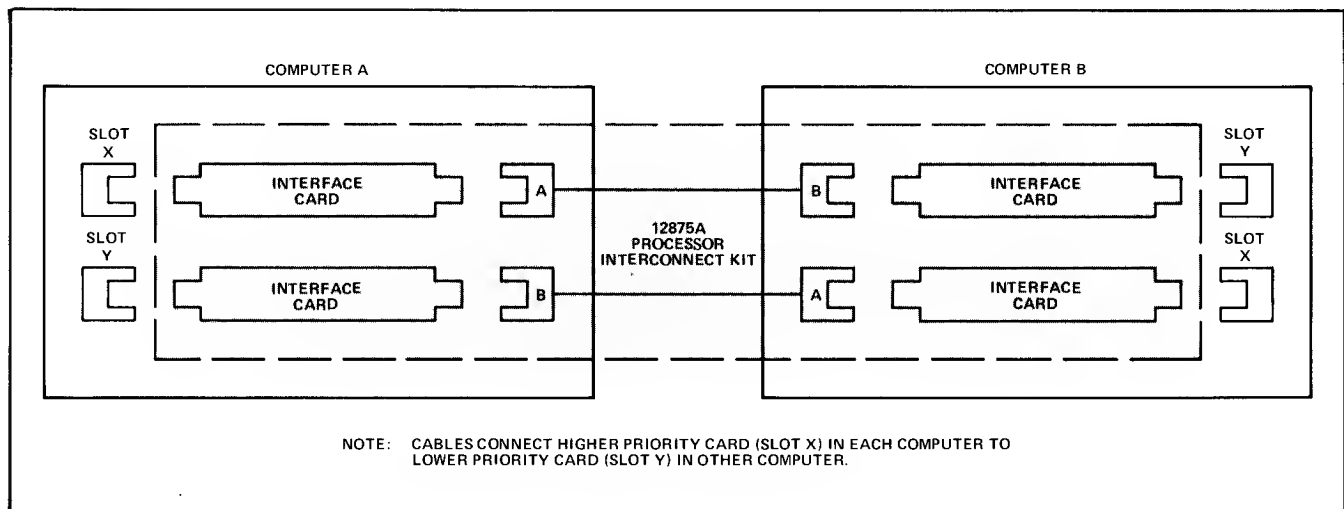 COMPUTER A
COMPUTER B
SLOT
X
INTERFACE
CARD
A
B
INTERFACE
CARD
SLOT
Y
12875A
PROCESSOR
INTERCONNECT KIT
SLOT
Y
INTERFACE
CARD
B
A
INTERFACE
CARD
SLOT
X
NOTE: CABLES CONNECT HIGHER PRIORITY CARD (SLOT X) IN EACH COMPUTER TO
LOWER PRIORITY CARD (SLOT Y) IN OTHER COMPUTER.